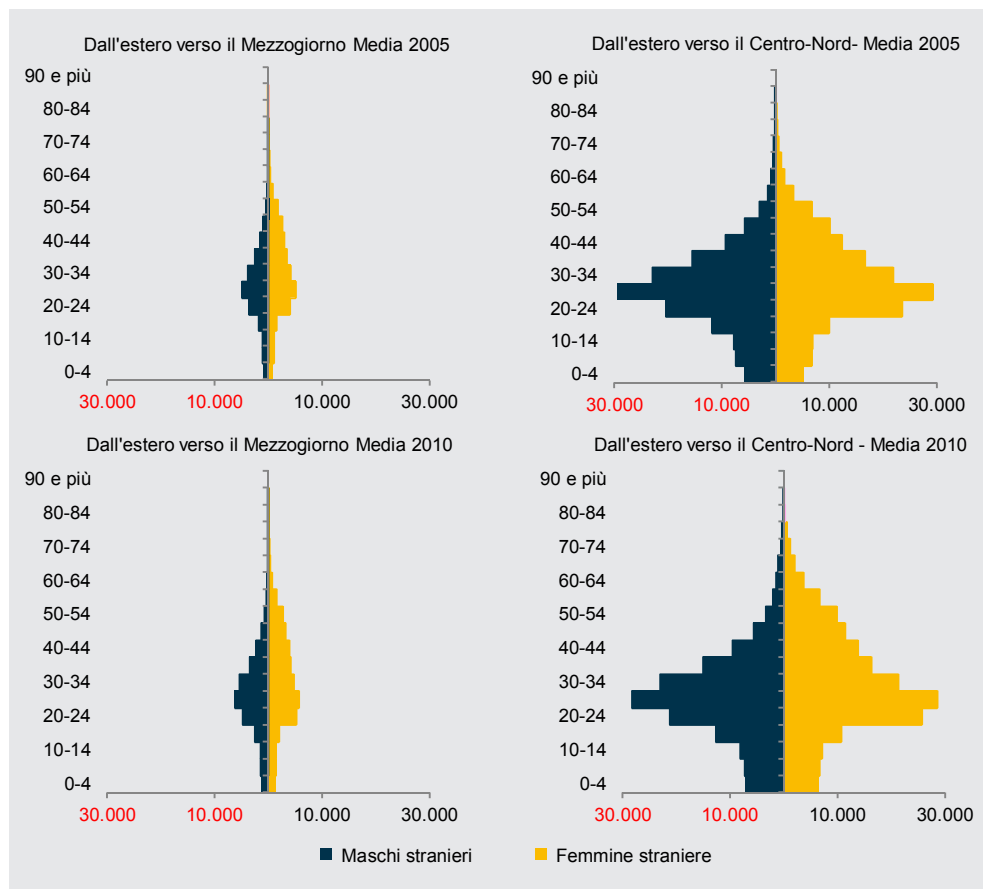 Dall'estero verso il Mezzogiorno Media 2005
90 e più
80-84
70-74
60-64
50-54
40-44
30-34
20-24
10-14
0-4
30.000 10.000 10.000 30.000
Dall'estero verso il Centro-Nord- Media 2005
90 e più
80-84
70-74
60-64
50-54
40-44
30-34
20-24
10-14
0-4
30.000 10.000 10.000 30.000
Dall'estero verso il Mezzogiorno Media 2010
90 e più
80-84
70-74
60-64
50-54
40-44
30-34
20-24
10-14
0-4
30.000 10.000 10.000 30.000
Dall'estero verso il Centro-Nord - Media 2010
90 e più
80-84
70-74
60-64
50-54
40-44
30-34
20-24
10-14
0-4
30.000 10.000 10.000 30.000
Maschi stranieri Femmine straniere